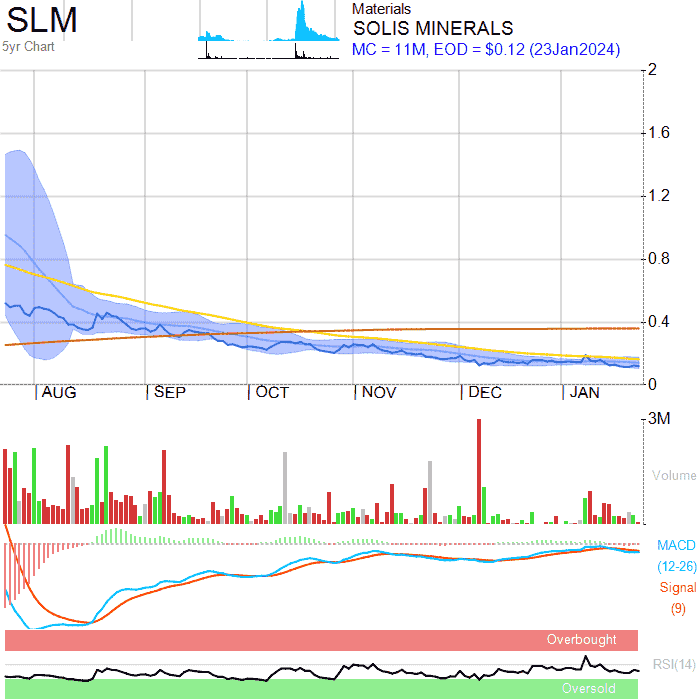 SLM
5yr Chart
Materials
SOLIS MINERALS
MC = 11M, EOD = $0.12 (23Jan2024)
2
1.6
1.2
0.8
0.4
0
AUG SEP OCT NOV DEC JAN
3M
Volume
MACD
(12-26)
Signal
(9)
Overbought
RSI(14)
Oversold